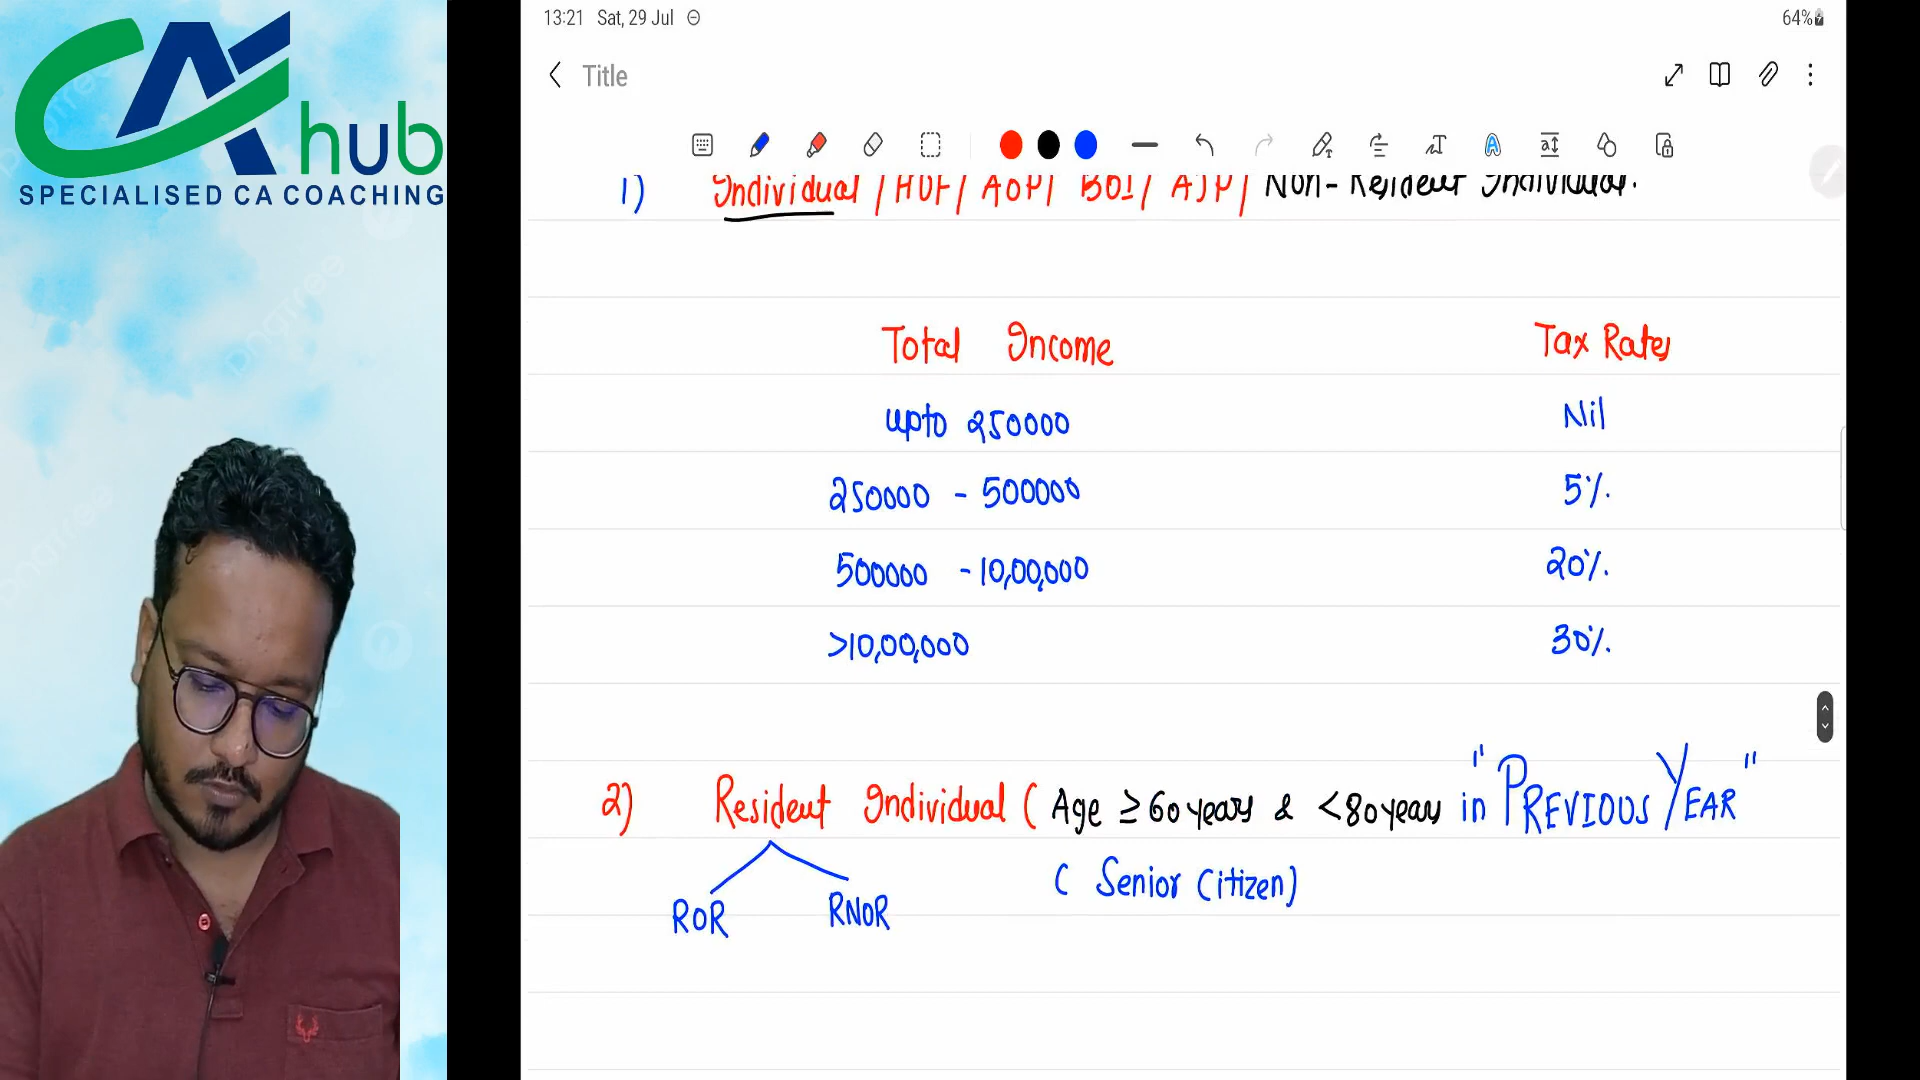 CA hub
SPECIALISED CA COACHING
13:21 Sat, 29 Jul
64%
Title
1) Individual / HUF / AOP / BOI / AJP / Non-Resident Individual.
Total Income Tax Rates
upto 250000 Nil
250000 - 500000 5%.
500000 - 10,00,000 20%.
>10,00,000 30%.
2) Resident Individual ( Age ≥ 60 years & < 80 years in "PREVIOUS YEAR"
ROR RNOR ( Senior Citizen)